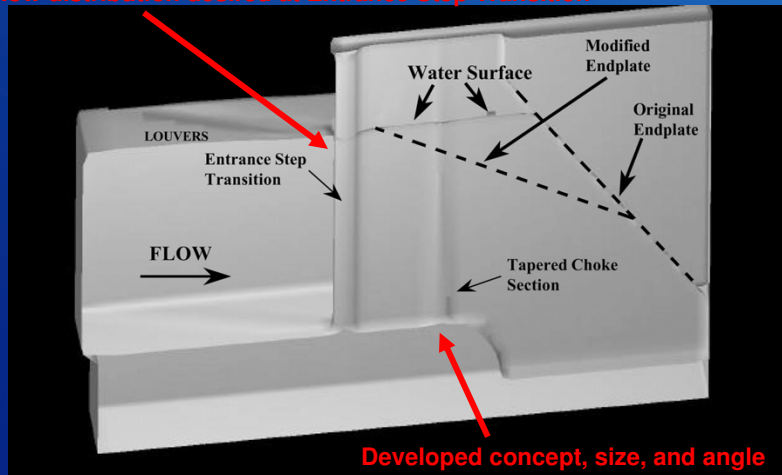 Modified
Endplate
Water Surface
Original
Endplate
LOUVERS
Entrance Step
Transition
FLOW
Tapered Choke
Section
Developed concept, size, and angle